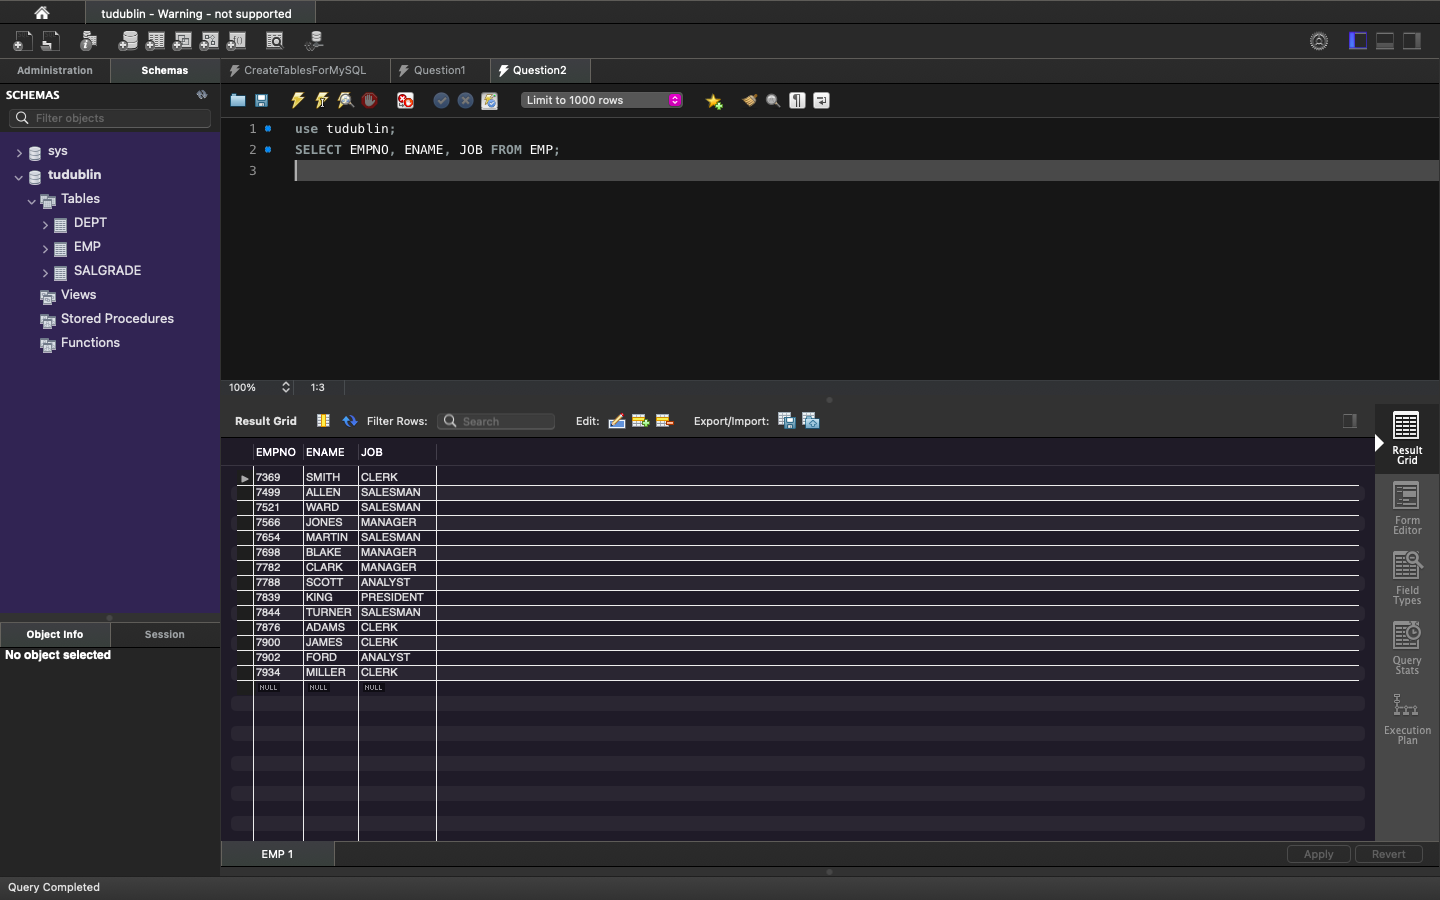 tudublin - Warning - not supported
Administration Schemas CreateTablesForMySQL Question1 Question2
SCHEMAS
Limit to 1000 rows
Filter objects
1 use tudublin;
2 SELECT EMPNO, ENAME, JOB FROM EMP;
3
sys
tudublin
Tables
DEPT
EMP
SALGRADE
Views
Stored Procedures
Functions
100% 1:3
Result Grid Filter Rows: Search Edit: Export/Import:
EMPNO ENAME JOB
7369 SMITH CLERK
7499 ALLEN SALESMAN
7521 WARD SALESMAN
7566 JONES MANAGER
7654 MARTIN SALESMAN
7698 BLAKE MANAGER
7782 CLARK MANAGER
7788 SCOTT ANALYST
7839 KING PRESIDENT
7844 TURNER SALESMAN
7876 ADAMS CLERK
7900 JAMES CLERK
7902 FORD ANALYST
7934 MILLER CLERK
NULL NULL NULL
Result
Grid
Form
Editor
Field
Types
Query
Stats
Execution
Plan
Object Info Session
No object selected
EMP 1
Apply Revert
Query Completed